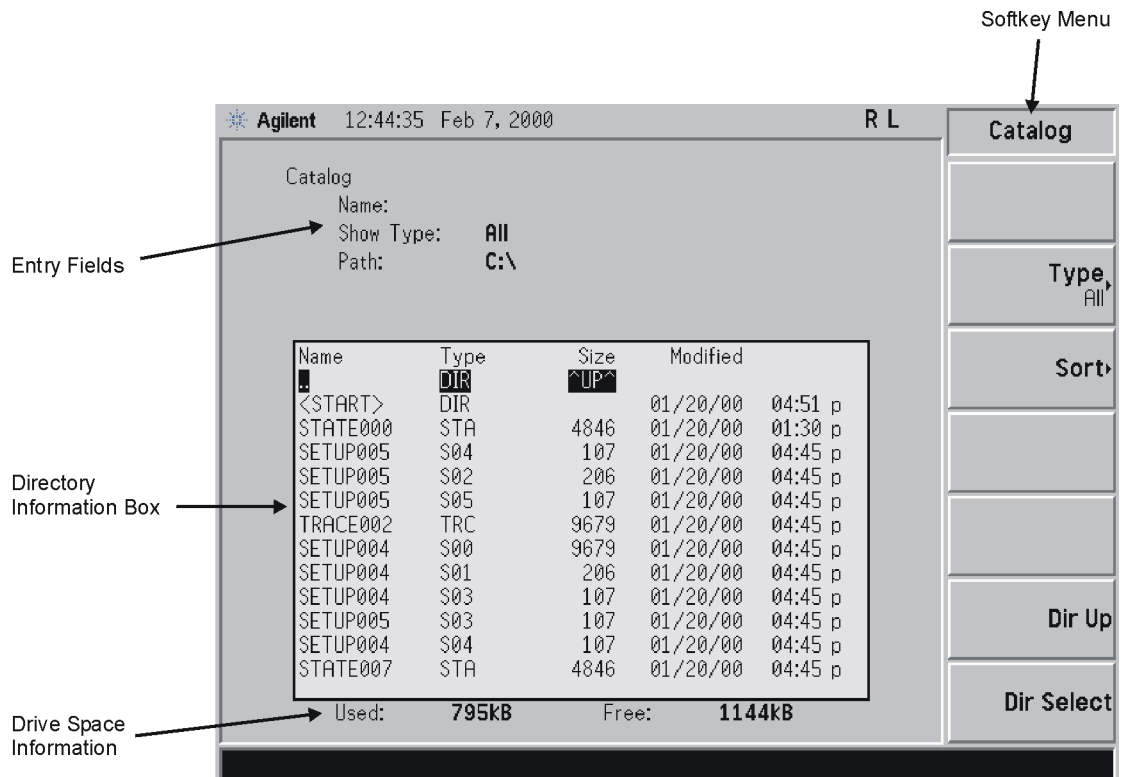 Softkey Menu
Agilent 12:44:35 Feb 7, 2000 R L
Catalog
Catalog
Name:
Show Type: All
Path: C:\
Entry Fields
Type
All
Sort
Dir Up
Dir Select
Name Type Size Modified
.. DIR ^UP^
<START> DIR 01/20/00 04:51 p
STATE000 STA 4846 01/20/00 01:30 p
SETUP005 S04 107 01/20/00 04:45 p
SETUP005 S02 206 01/20/00 04:45 p
SETUP005 S05 107 01/20/00 04:45 p
TRACE002 TRC 9679 01/20/00 04:45 p
SETUP004 S00 9679 01/20/00 04:45 p
SETUP004 S01 206 01/20/00 04:45 p
SETUP004 S03 107 01/20/00 04:45 p
SETUP005 S03 107 01/20/00 04:45 p
SETUP004 S04 107 01/20/00 04:45 p
STATE007 STA 4846 01/20/00 04:45 p
Directory
Information Box
Used: 795kB Free: 1144kB
Drive Space
Information